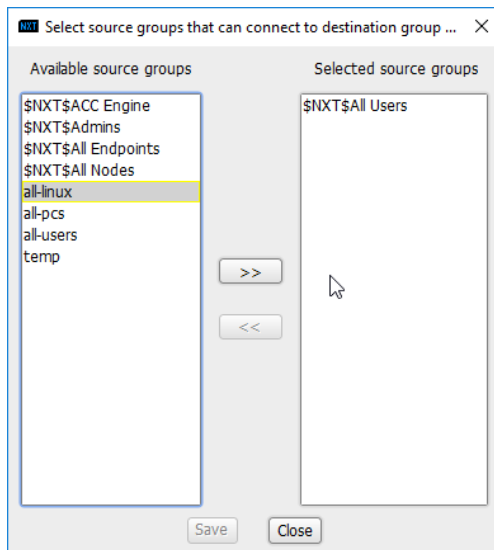 NXT Select source groups that can connect to destination group ...
Available source groups
Selected source groups
$NXT$ACC Engine
$NXT$Admins
$NXT$All Endpoints
$NXT$All Nodes
all-linux
all-pcs
all-users
temp
$NXT$All Users
>>
<<
Save
Close